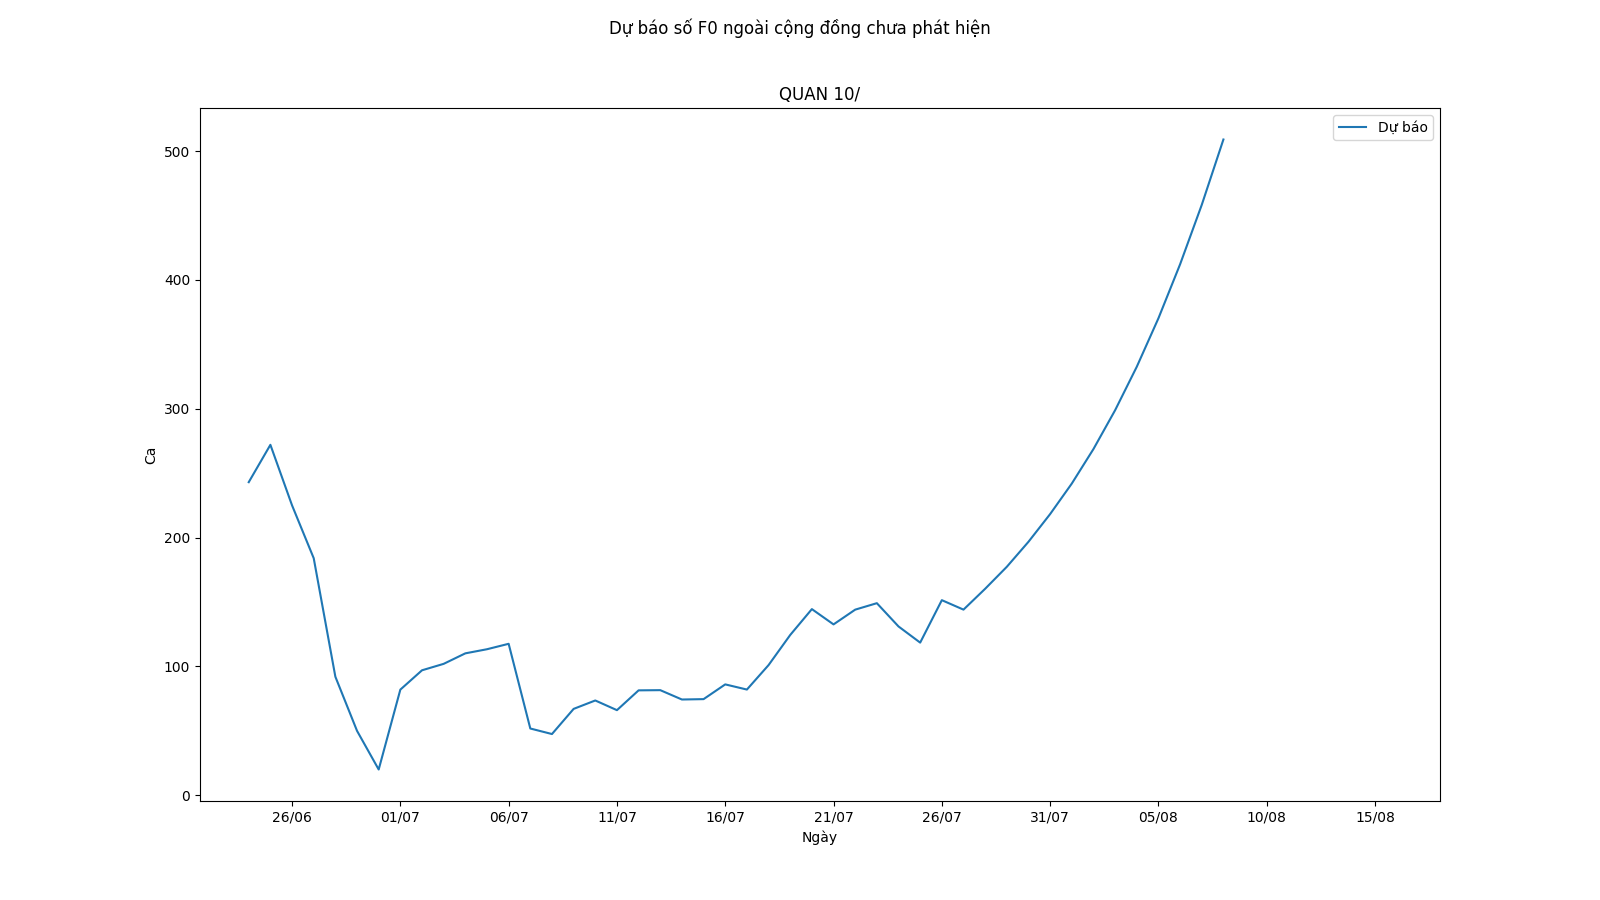 Dự báo số F0 ngoài cộng đồng chưa phát hiện
QUAN 10/
Dự báo
500
400
300
200
100
0
Ca
26/06 01/07 06/07 11/07 16/07 21/07 26/07 31/07 05/08 10/08 15/08
Ngày